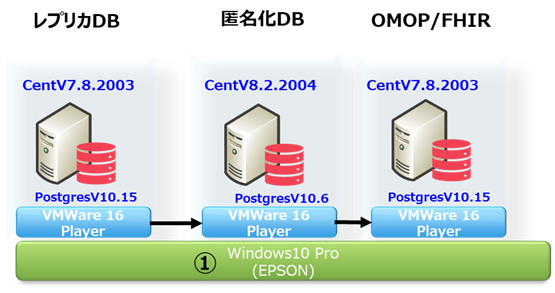 レプリカDB
匿名化DB
OMOP/FHIR
CentV7.8.2003
CentV8.2.2004
CentV7.8.2003
PostgresV10.15
PostgresV10.6
PostgresV10.15
VMWare 16
Player
VMWare 16
Player
VMWare 16
Player
① Windows10 Pro
(EPSON)